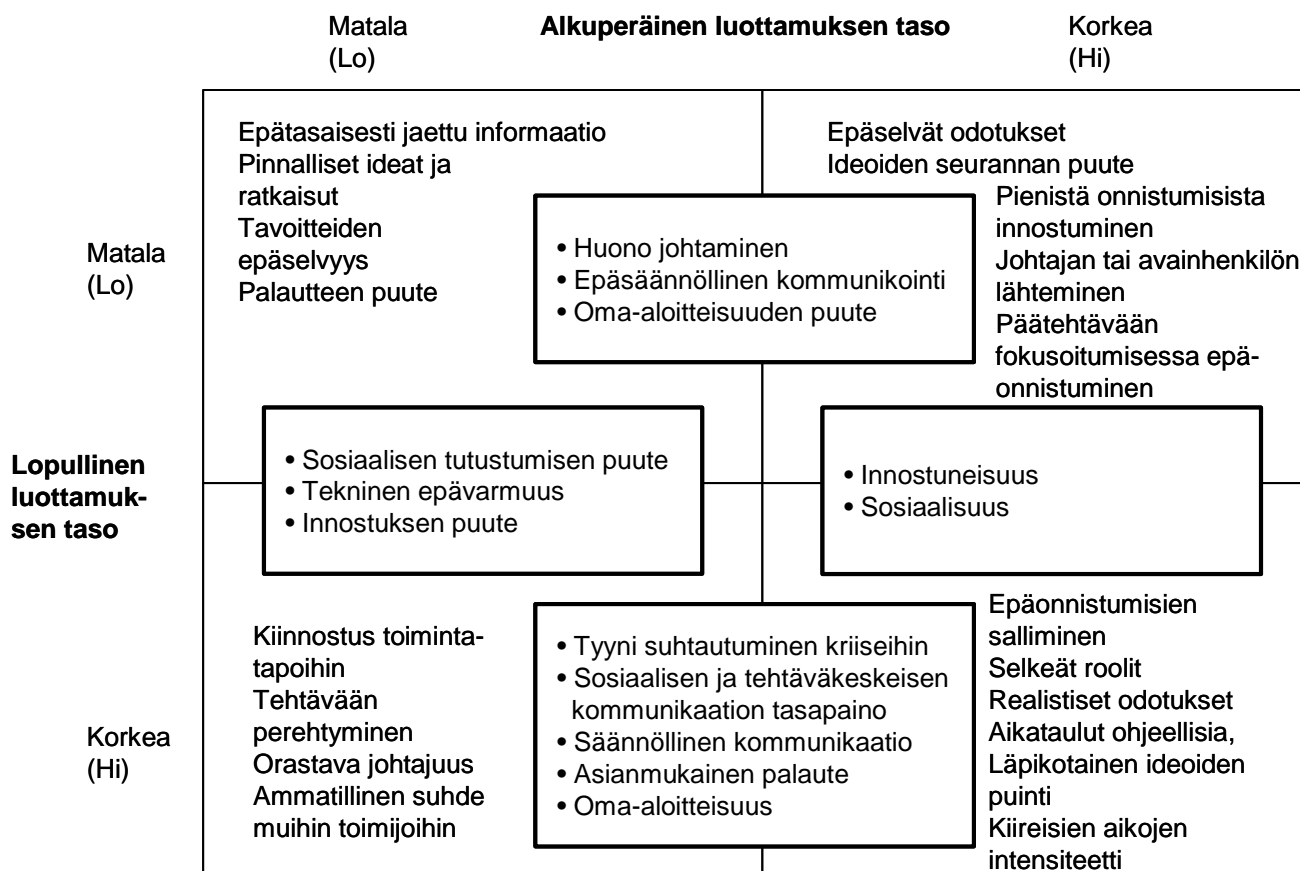 Matala
(Lo)
Alkuperäinen luottamuksen taso
Korkea
(Hi)
Matala
(Lo)
Epätasaisesti jaettu informaatio
Pinnalliset ideat ja
ratkaisut
Tavoitteiden
epäselvyys
Palautteen puute
• Huono johtaminen
• Epäsäännöllinen kommunikointi
• Oma-aloitteisuuden puute
Epäselvät odotukset
Ideoiden seurannan puute
Pienistä onnistumisista
innostuminen
Johtajan tai avainhenkilön
lähteminen
Päätehtävään
fokusoitumisessa epä-
onnistuminen
Lopullinen
luottamuk-
sen taso
• Sosiaalisen tutustumisen puute
• Tekninen epävarmuus
• Innostuksen puute
• Innostuneisuus
• Sosiaalisuus
Korkea
(Hi)
Kiinnostus toiminta-
tapoihin
Tehtävään
perehtyminen
Orastava johtajuus
Ammatillinen suhde
muihin toimijoihin
• Tyyni suhtautuminen kriiseihin
• Sosiaalisen ja tehtäväkeskeisen
kommunikaation tasapaino
• Säännöllinen kommunikaatio
• Asianmukainen palaute
• Oma-aloitteisuus
Epäonnistumisien
salliminen
Selkeät roolit
Realistiset odotukset
Aikataulut ohjeellisia,
Läpikotainen ideoiden
puinti
Kiireisien aikojen
intensiteetti